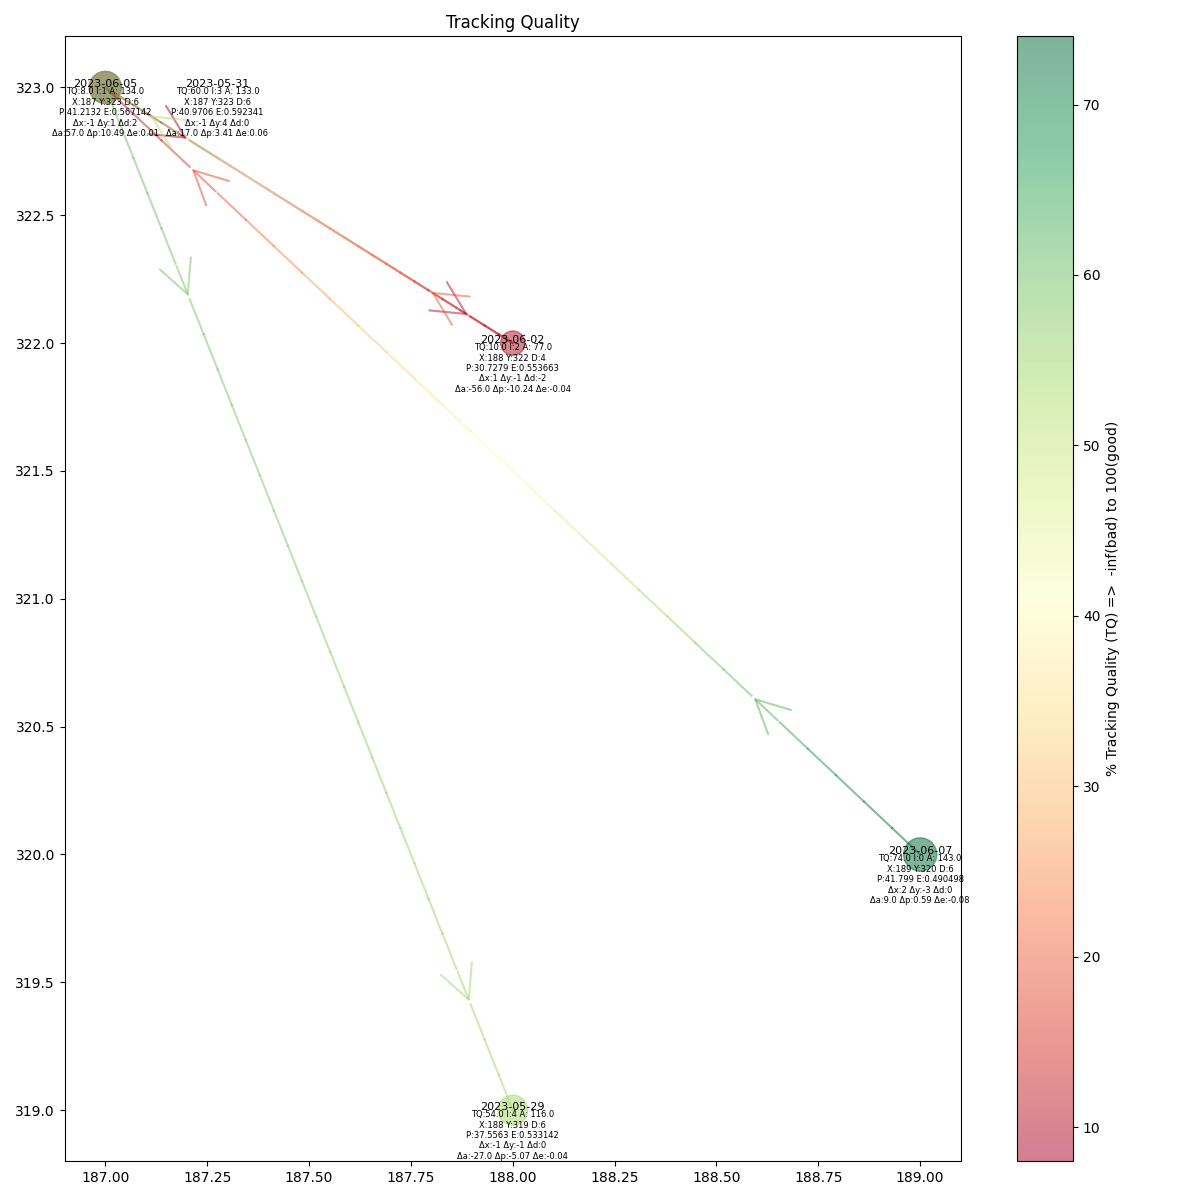 Tracking Quality
2023-06-05
TQ:8.0 I:1 A: 134.0
X:187 Y:323 D:6
P:41.2132 E:0.567142
Δx:-1 Δy:1 Δd:2
Δa:57.0 Δp:10.49 Δe:0.01
2023-05-31
TQ:60.0 I:3 A: 133.0
X:187 Y:323 D:6
P:40.9706 E:0.592341
Δx:-1 Δy:4 Δd:0
Δa:17.0 Δp:3.41 Δe:0.06
2023-06-02
TQ:10.0 I:2 A: 77.0
X:188 Y:322 D:4
P:30.7279 E:0.553663
Δx:1 Δy:-1 Δd:-2
Δa:-56.0 Δp:-10.24 Δe:-0.04
2023-06-07
TQ:74.0 I:0 A: 143.0
X:189 Y:320 D:6
P:41.799 E:0.490498
Δx:2 Δy:-3 Δd:0
Δa:9.0 Δp:0.59 Δe:-0.08
2023-05-29
TQ:54.0 I:4 A: 116.0
X:188 Y:319 D:6
P:37.5563 E:0.533142
Δx:-1 Δy:-1 Δd:0
Δa:-27.0 Δp:-5.07 Δe:-0.04
323.0
322.5
322.0
321.5
321.0
320.5
320.0
319.5
319.0
187.00 187.25 187.50 187.75 188.00 188.25 188.50 188.75 189.00
70
60
50
40
30
20
10
% Tracking Quality (TQ) => -inf(bad) to 100(good)